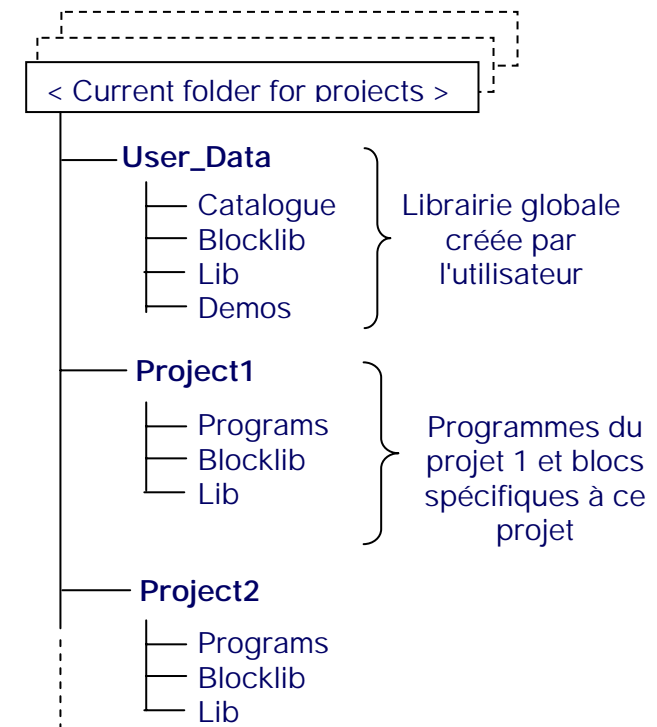 < Current folder for projects >
User_Data
Catalogue
Blocklib
Lib
Demos
Librairie globale
créée par
l'utilisateur
Project1
Programs
Blocklib
Lib
Programmes du
projet 1 et blocs
spécifiques à ce
projet
Project2
Programs
Blocklib
Lib